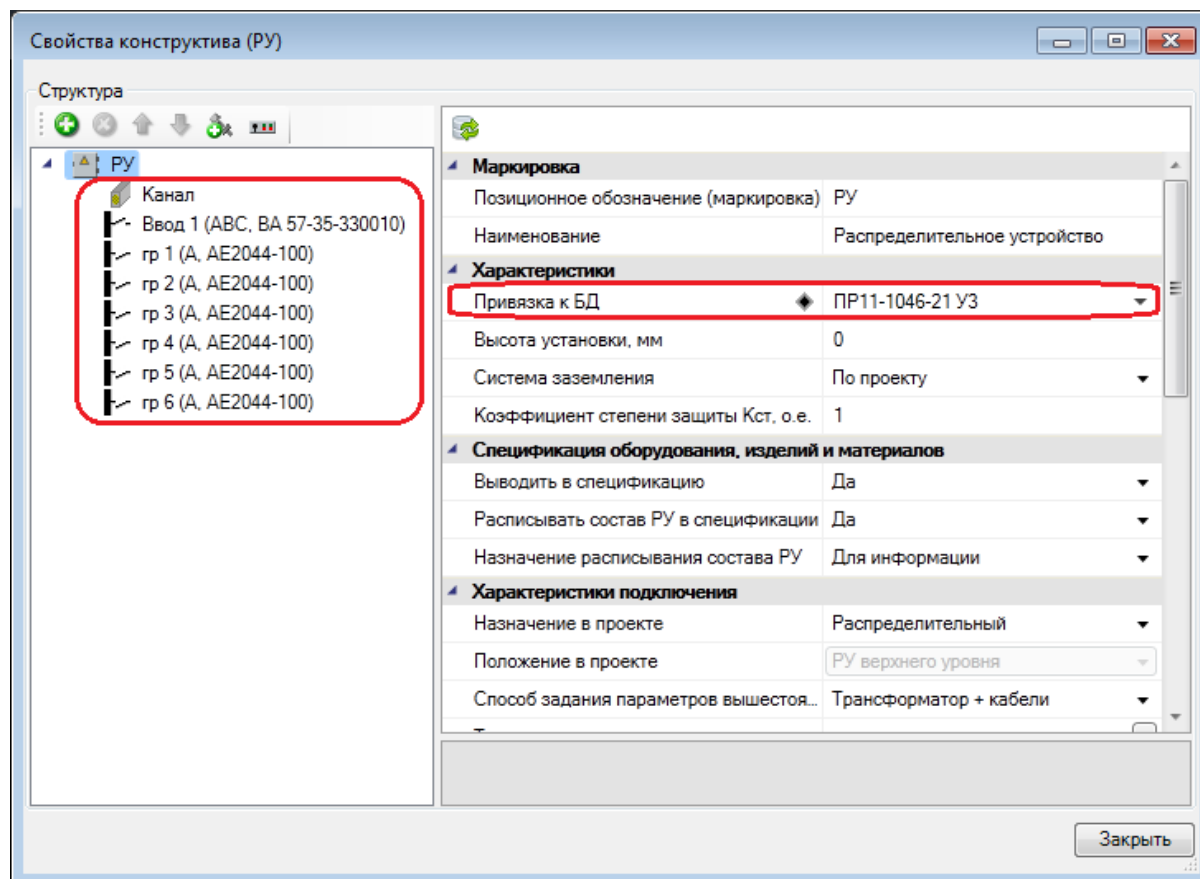 Свойства конструктива (РУ)
Структура
РУ
Канал
Ввод 1 (ABC, ВА 57-35-330010)
гр 1 (А, АЕ2044-100)
гр 2 (А, АЕ2044-100)
гр 3 (А, АЕ2044-100)
гр 4 (А, АЕ2044-100)
гр 5 (А, АЕ2044-100)
гр 6 (А, АЕ2044-100)
Маркировка
Позиционное обозначение (маркировка) РУ
Наименование Распределительное устройство
Характеристики
Привязка к БД ПР11-1046-21 У3
Высота установки, мм 0
Система заземления По проекту
Коэффициент степени защиты Кст, о.е. 1
Спецификация оборудования, изделий и материалов
Выводить в спецификацию Да
Расписывать состав РУ в спецификации Да
Назначение расписывания состава РУ Для информации
Характеристики подключения
Назначение в проекте Распределительный
Положение в проекте РУ верхнего уровня
Способ задания параметров вышестоя... Трансформатор + кабели
Закрыть